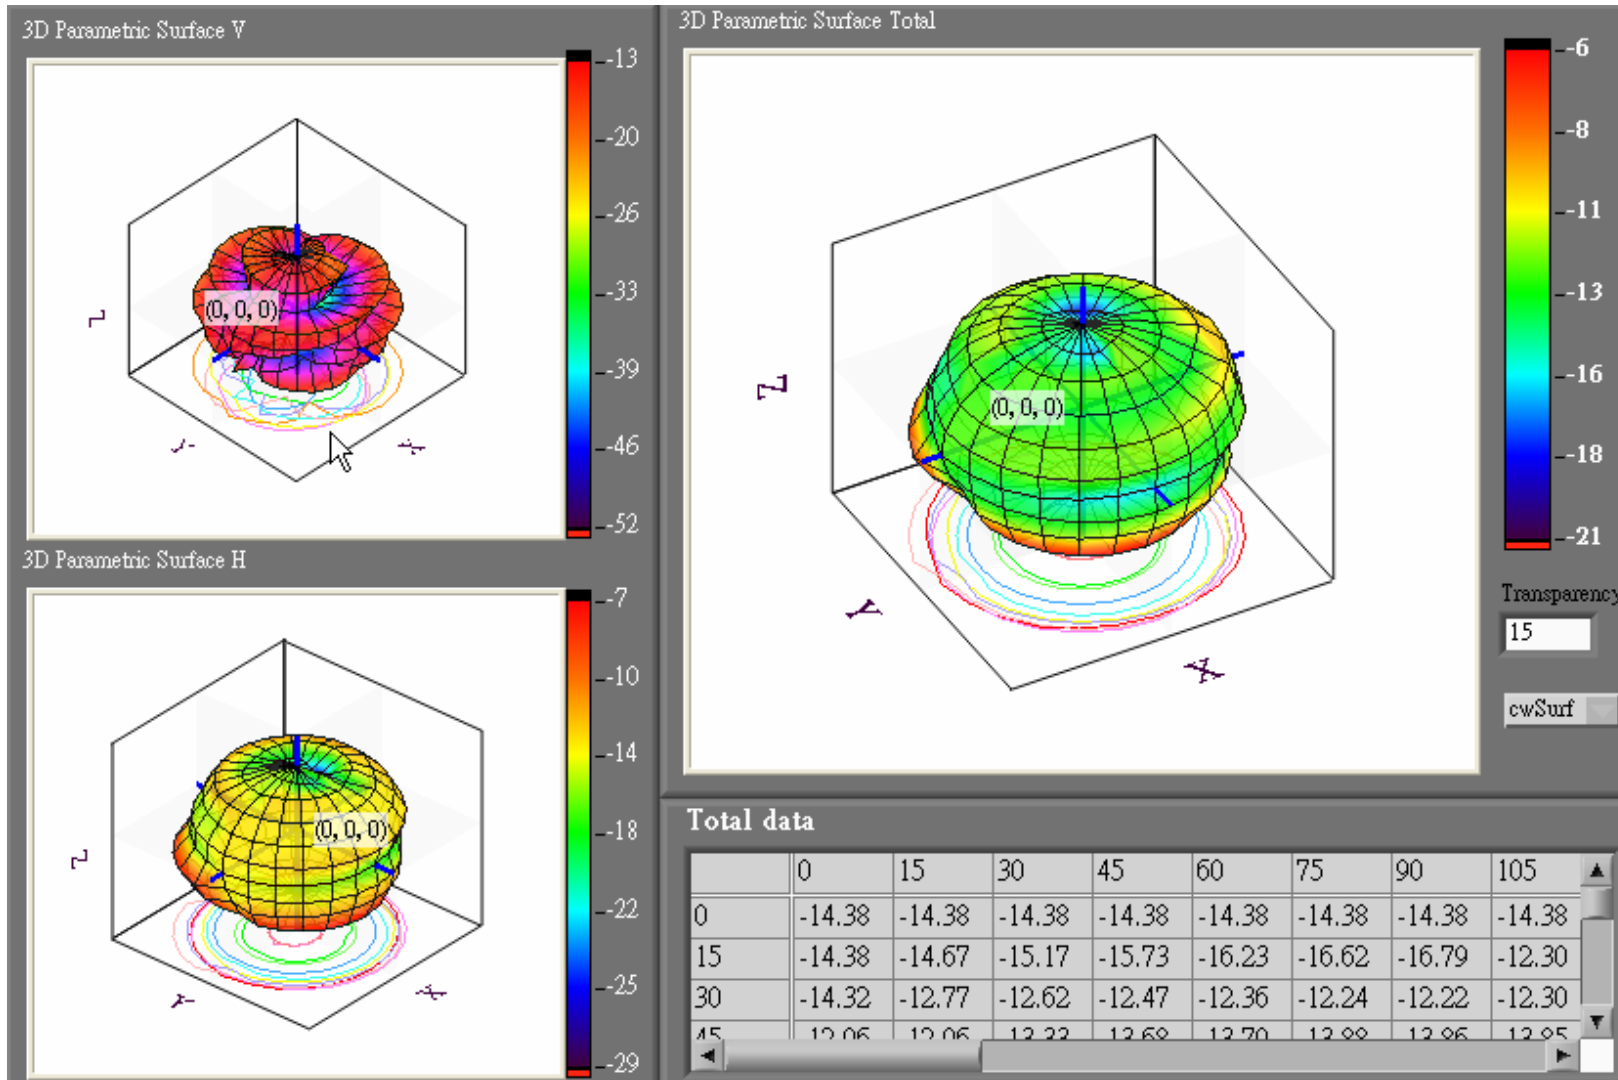 3D Parametric Surface V
-13
-20
-26
-33
-39
-46
-52
(0, 0, 0)
Z
Y
X
3D Parametric Surface H
-7
-10
-14
-18
-22
-25
-29
(0, 0, 0)
Z
Y
X
3D Parametric Surface Total
-6
-8
-11
-13
-16
-18
-21
(0, 0, 0)
Z
Y
X
Transparency
15
cwSurf
Total data
0 15 30 45 60 75 90 105
0 -14.38 -14.38 -14.38 -14.38 -14.38 -14.38 -14.38 -14.38
15 -14.38 -14.67 -15.17 -15.73 -16.23 -16.62 -16.79 -12.30
30 -14.32 -12.77 -12.62 -12.47 -12.36 -12.24 -12.22 -12.30
45